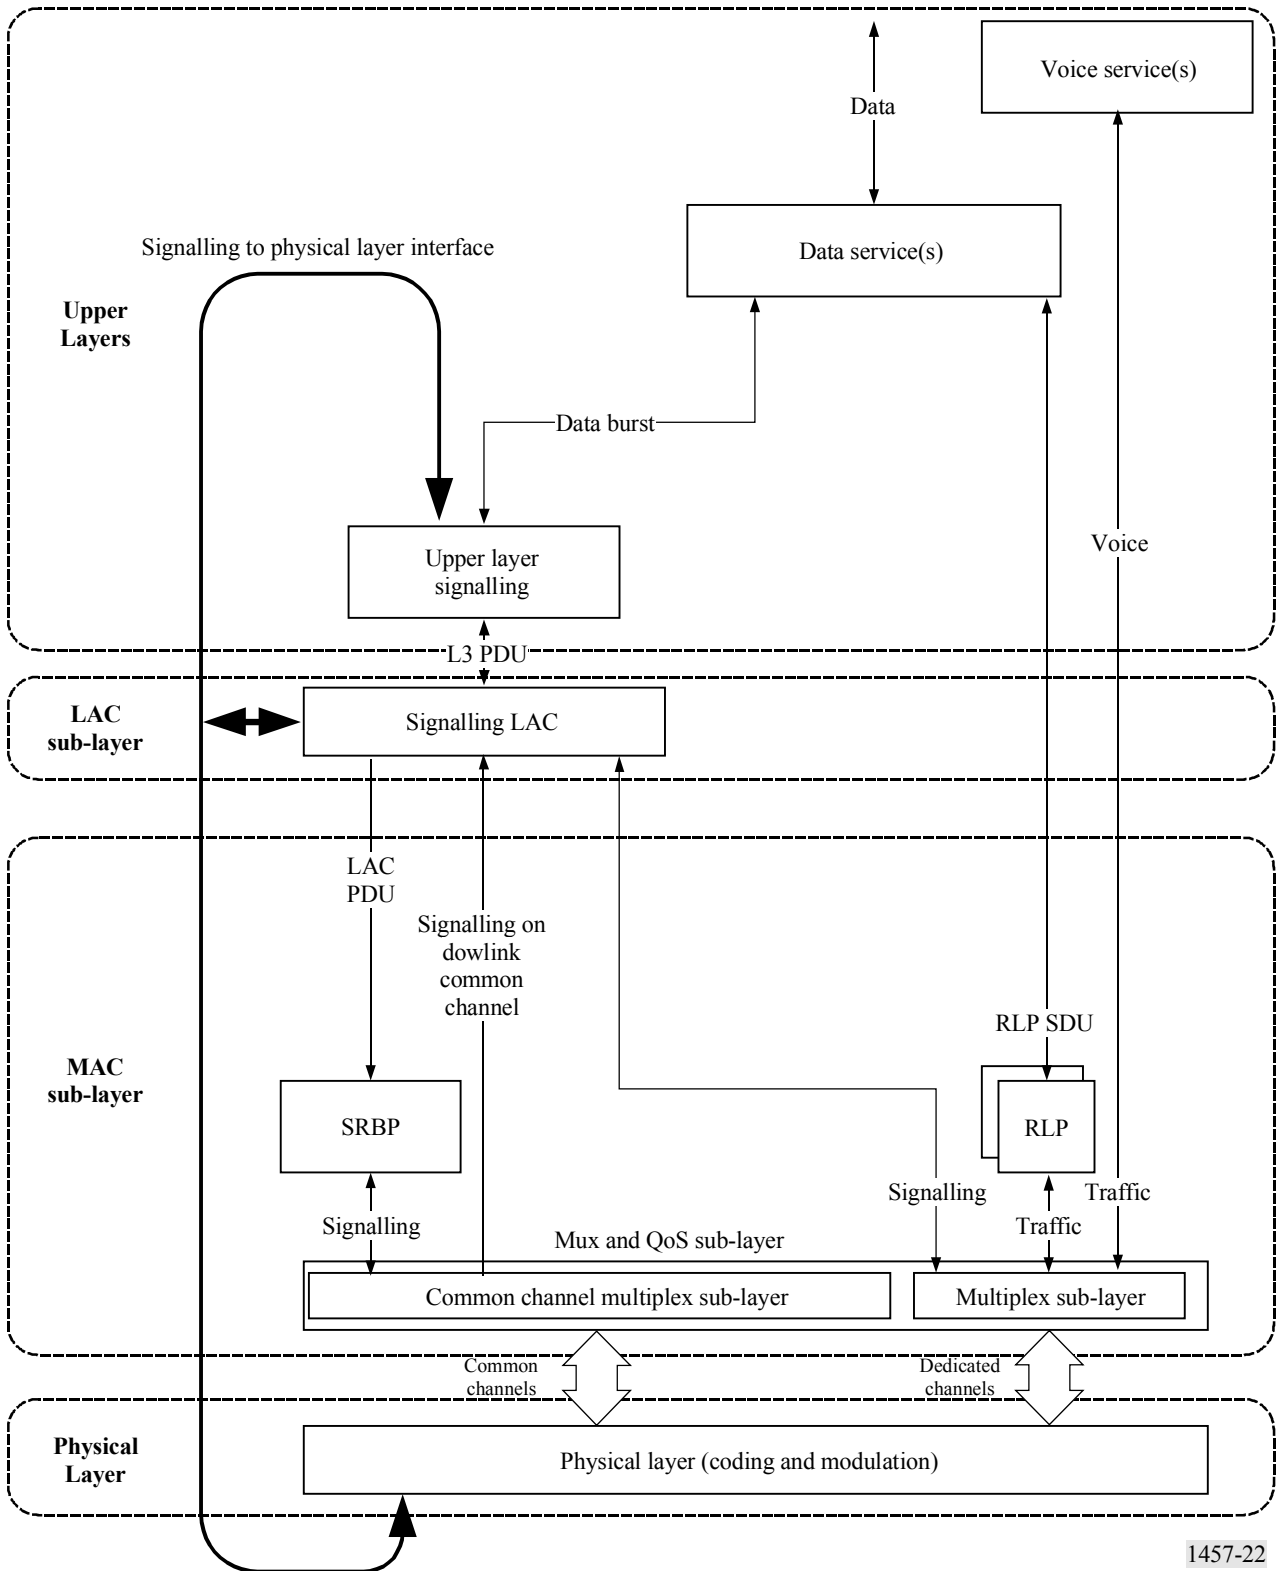 Voice service(s)
Data
Data service(s)
Signalling to physical layer interface
Upper
Layers
Data burst
Upper layer
signalling
Voice
L3 PDU
LAC
sub-layer
Signalling LAC
LAC
PDU
Signalling on
dowlink
common
channel
RLP SDU
MAC
sub-layer
SRBP
RLP
Signalling
Traffic
Signalling
Traffic
Mux and QoS sub-layer
Common channel multiplex sub-layer
Multiplex sub-layer
Common
channels
Dedicated
channels
Physical
Layer
Physical layer (coding and modulation)
1457-22